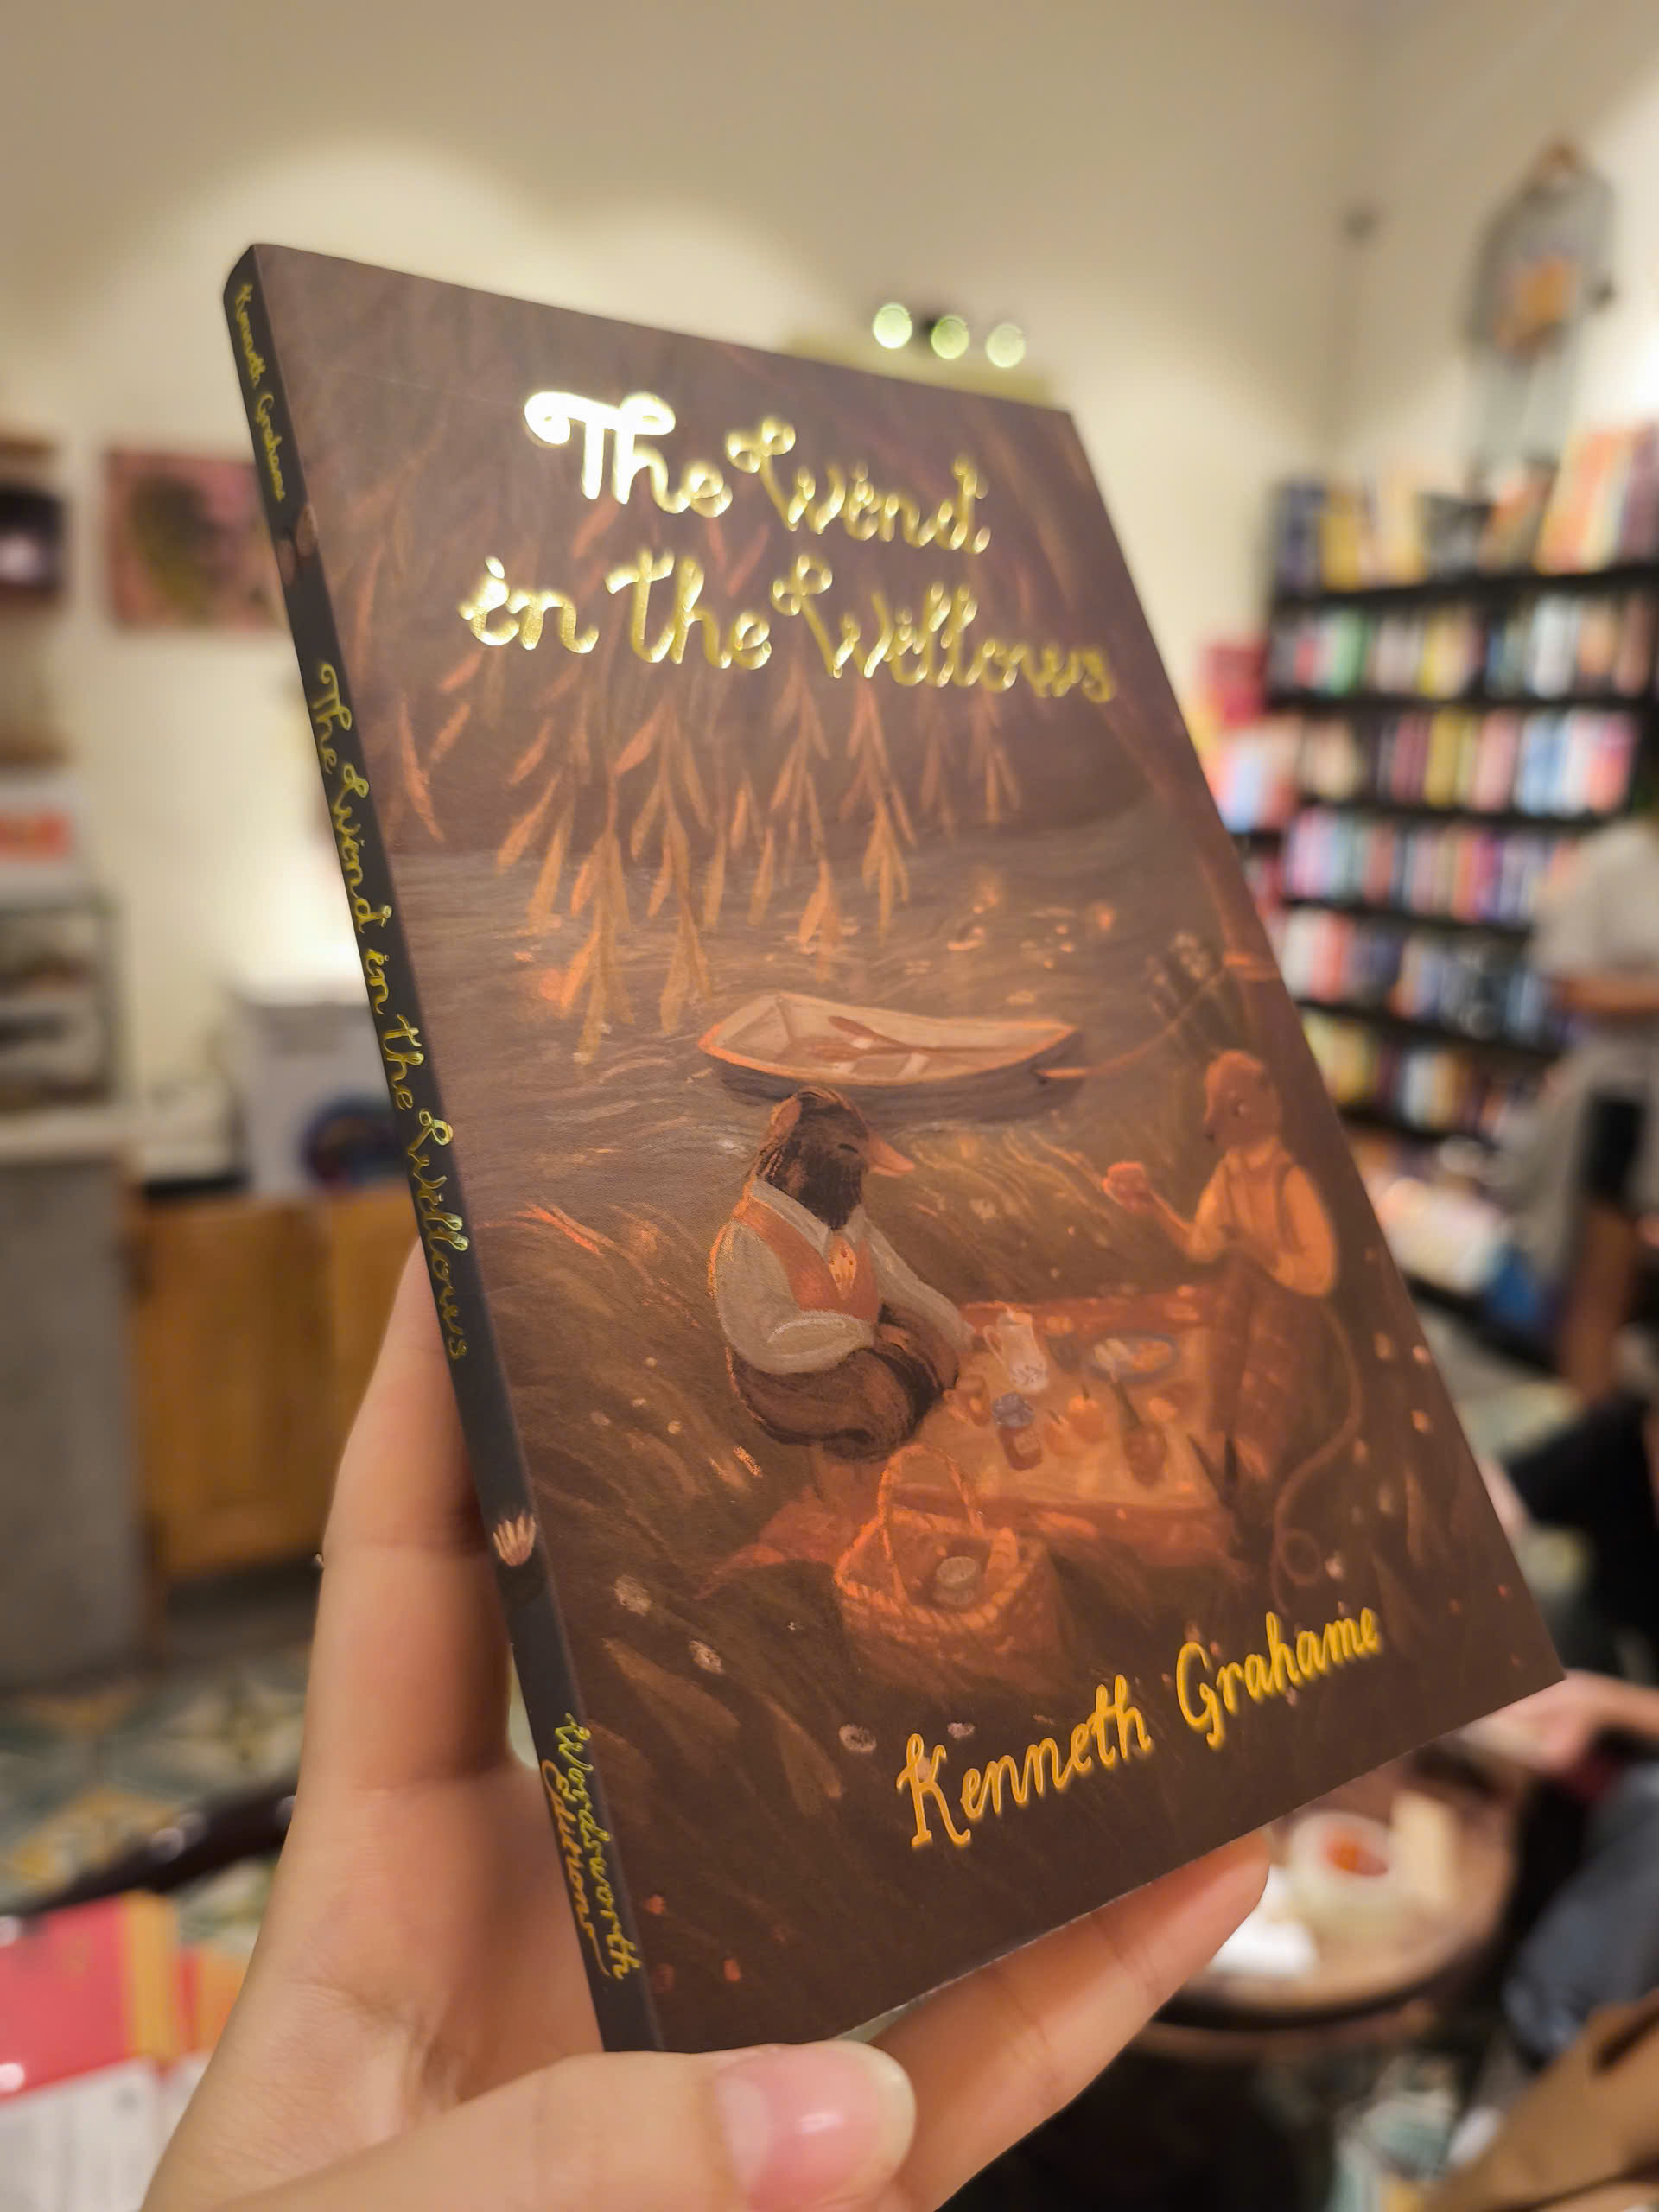 The Wind
in the Willows
Kenneth Grahame
Kenneth Grahame
The Wind in the Willows
Wordsworth
Editions